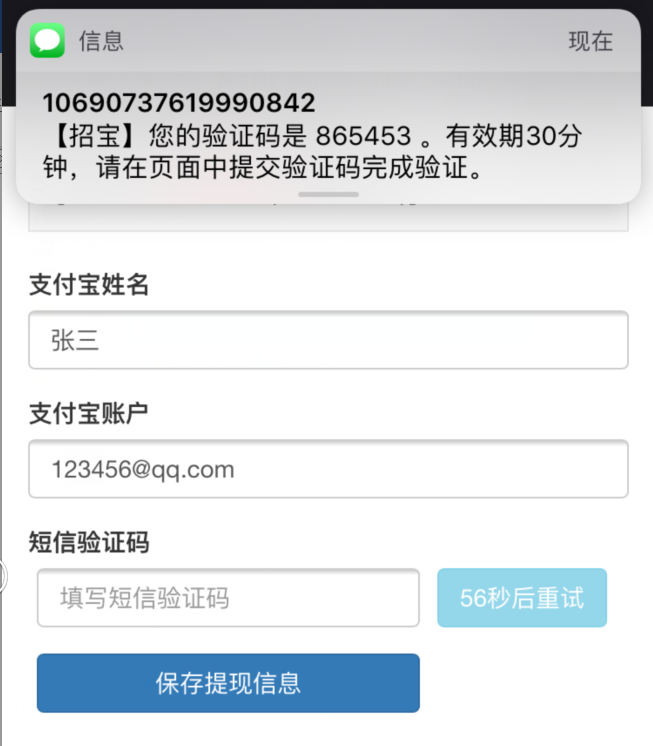 信息
现在
10690737619990842
【招宝】您的验证码是 865453 。有效期30分
钟，请在页面中提交验证码完成验证。
支付宝姓名
张三
支付宝账户
123456@qq.com
短信验证码
填写短信验证码
56秒后重试
保存提现信息